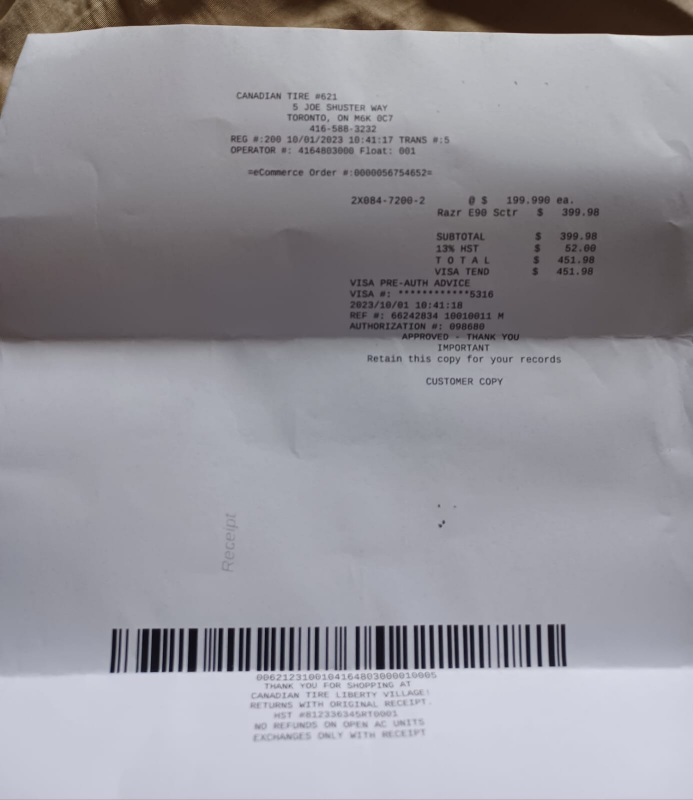 CANADIAN TIRE #621
5 JOE SHUSTER WAY
TORONTO, ON M6K 0C7
416-588-3232
REG #:200 10/01/2023 10:41:17 TRANS #:5
OPERATOR #: 4164803000 Float: 001
=eCommerce Order #:0000056754652=
2X084-7200-2 @ $ 199.990 ea.
Razr E90 Sctr $ 399.98
SUBTOTAL $ 399.98
13% HST $ 52.00
T O T A L $ 451.98
VISA TEND $ 451.98
VISA PRE-AUTH ADVICE
VISA #: ************5316
2023/10/01 10:41:18
REF #: 66242834 10010011 M
AUTHORIZATION #: 098680
APPROVED - THANK YOU
IMPORTANT
Retain this copy for your records
CUSTOMER COPY
Receipt
0062123100104164803000010005
THANK YOU FOR SHOPPING AT
CANADIAN TIRE LIBERTY VILLAGE!
RETURNS WITH ORIGINAL RECEIPT.
HST #812336345RT0001
NO REFUNDS ON OPEN AC UNITS
EXCHANGES ONLY WITH RECEIPT